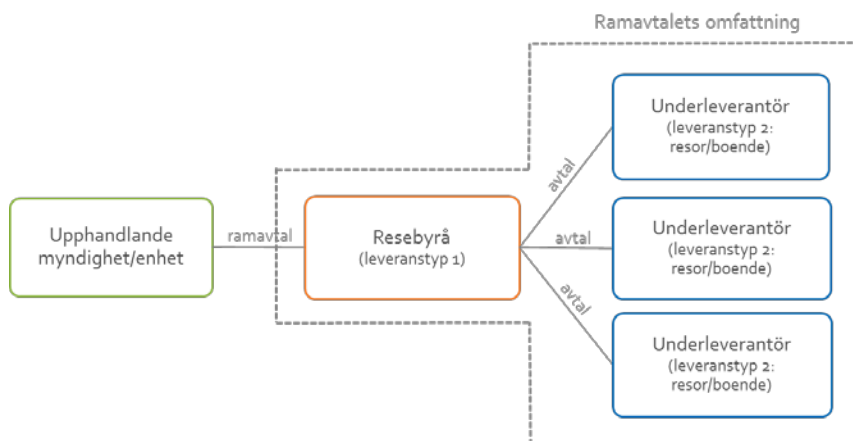 Ramavtalets omfattning
Underleverantör
(leveranstyp 2:
resor/boende)
avtal
Upphandlande
myndighet/enhet
ramavtal
Resebyrå
(leveranstyp 1)
avtal
Underleverantör
(leveranstyp 2:
resor/boende)
avtal
Underleverantör
(leveranstyp 2:
resor/boende)